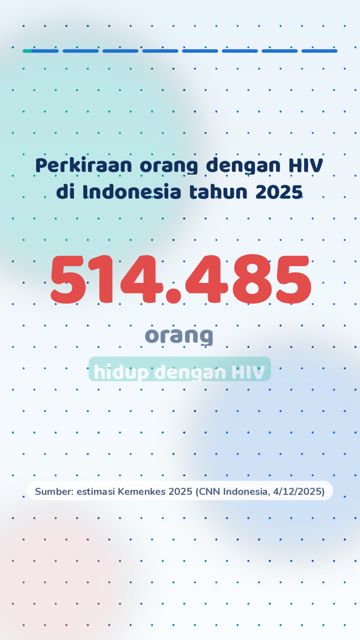 Perkiraan orang dengan HIV
di Indonesia tahun 2025
514.485
orang
hidup dengan HIV
Sumber: estimasi Kemenkes 2025 (CNN Indonesia, 4/12/2025)